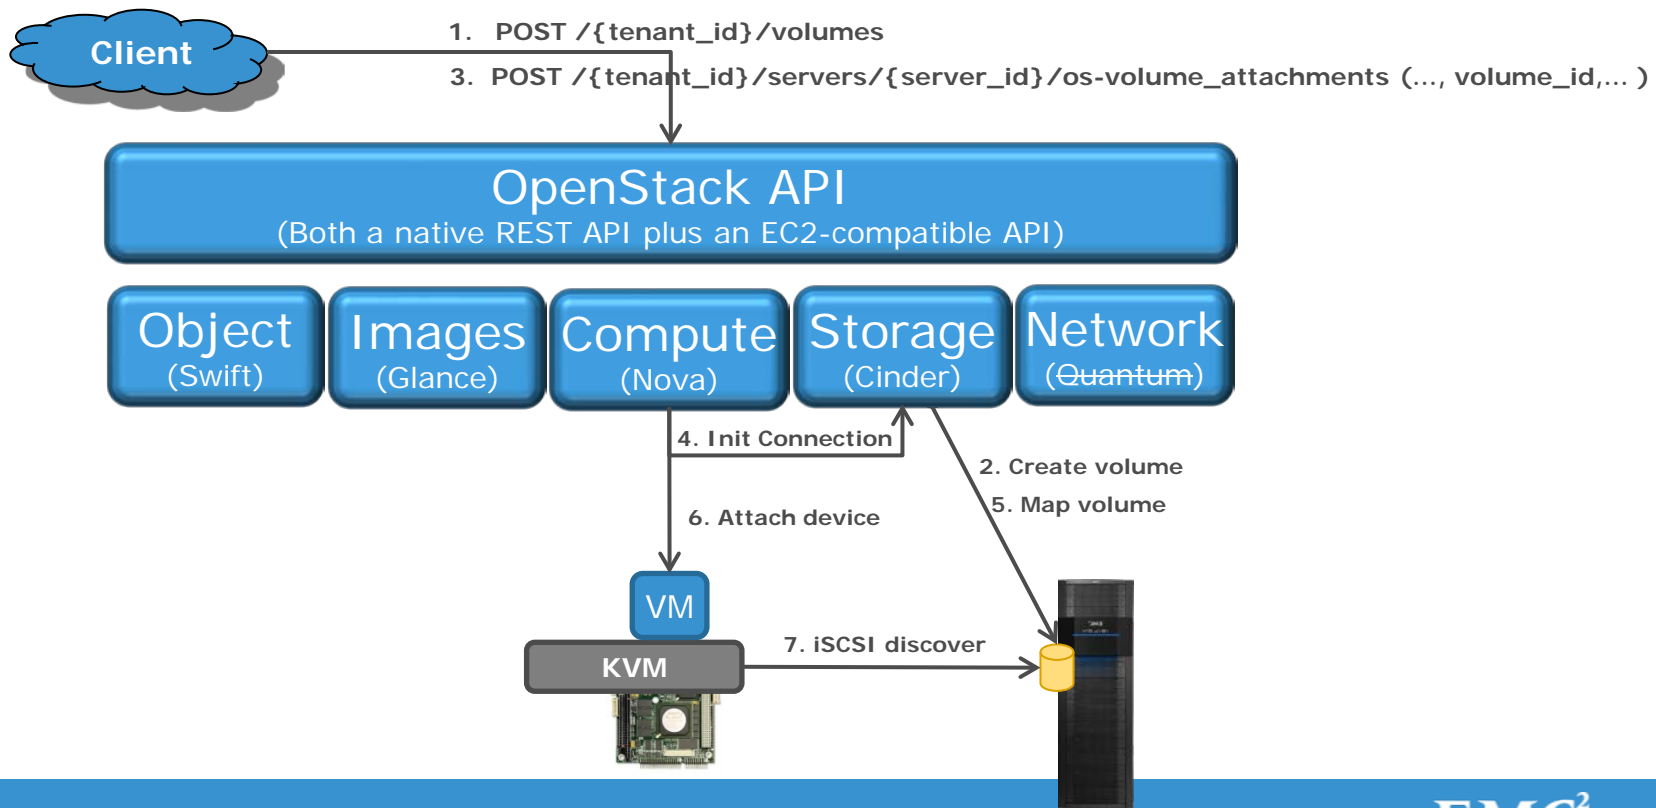 Client
1. POST /{tenant_id}/volumes
3. POST /{tenant_id}/servers/{server_id}/os-volume_attachments (..., volume_id,... )
OpenStack API
(Both a native REST API plus an EC2-compatible API)
Object
(Swift)
Images
(Glance)
Compute
(Nova)
Storage
(Cinder)
Network
(Quantum)
4. Init Connection
2. Create volume
5. Map volume
6. Attach device
VM
7. iSCSI discover
KVM
EMC²